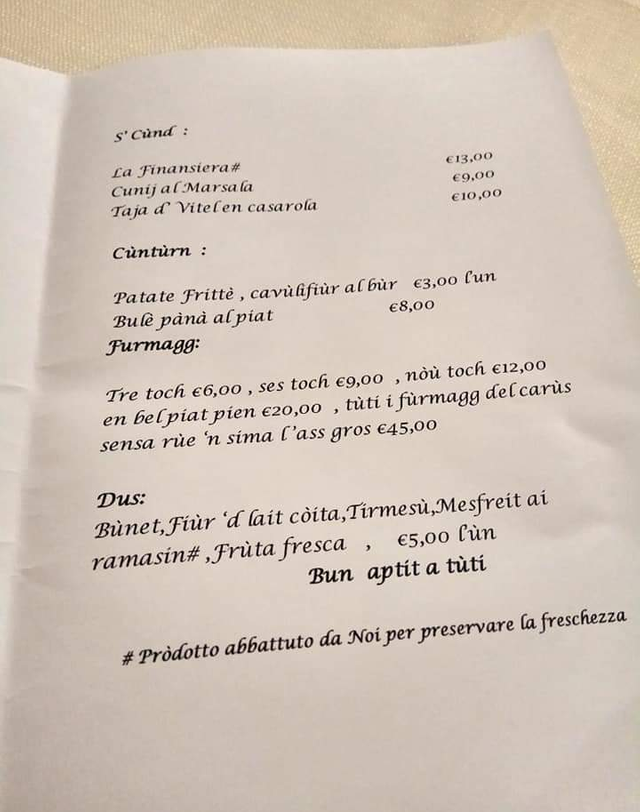 S' Cùnd :
La Finansiera# €13,00
Cunij al Marsala €9,00
Taja d' Vitel en casarola €10,00
Cùntùrn :
Patate Frittè , cavùlifiùr al bùr €3,00 l'un
Bulè pànà al piat €8,00
Furmagg:
Tre toch €6,00 , ses toch €9,00 , nòù toch €12,00
en bel piat pien €20,00 , tùti i fùrmagg del carùs
sensa rùe 'n sima l'ass gros €45,00
Dus:
Bùnet,Fiùr 'd lait còita,Tirmesù,Mesfreit ai
ramasin# ,Frùta fresca , €5,00 l'ùn
Bun aptit a tùti
# Pròdotto abbattuto da Noi per preservare la freschezza